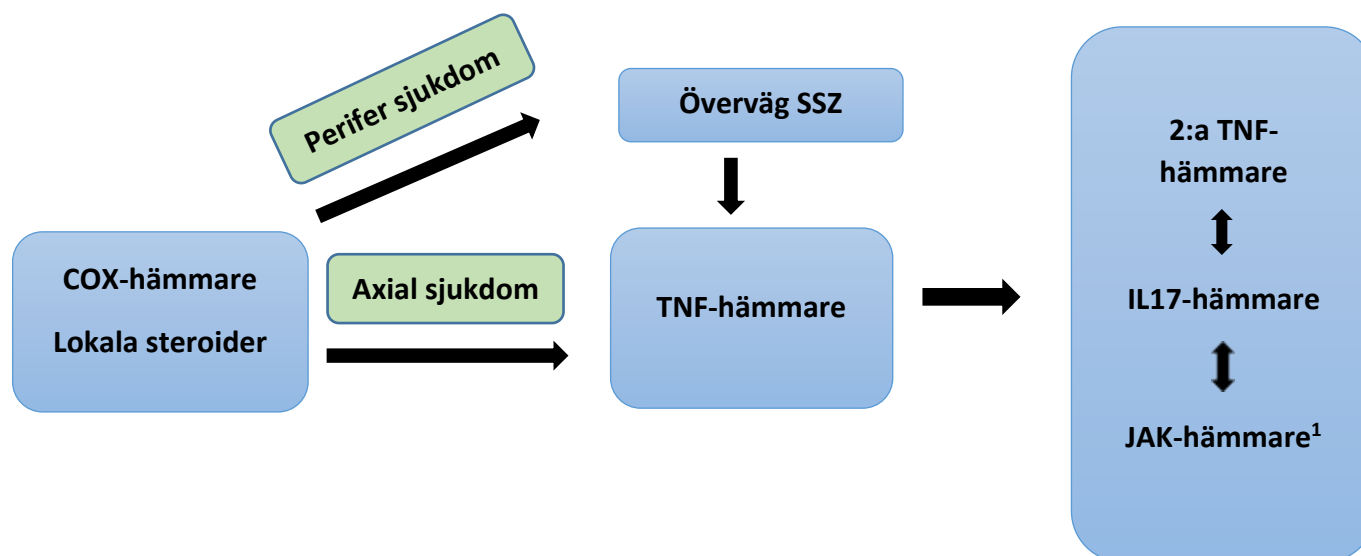 COX-hämmare
Lokala steroider
Perifer sjukdom
Axial sjukdom
Överväg SSZ
TNF-hämmare
2:a TNF-
hämmare
IL17-hämmare
JAK-hämmare¹